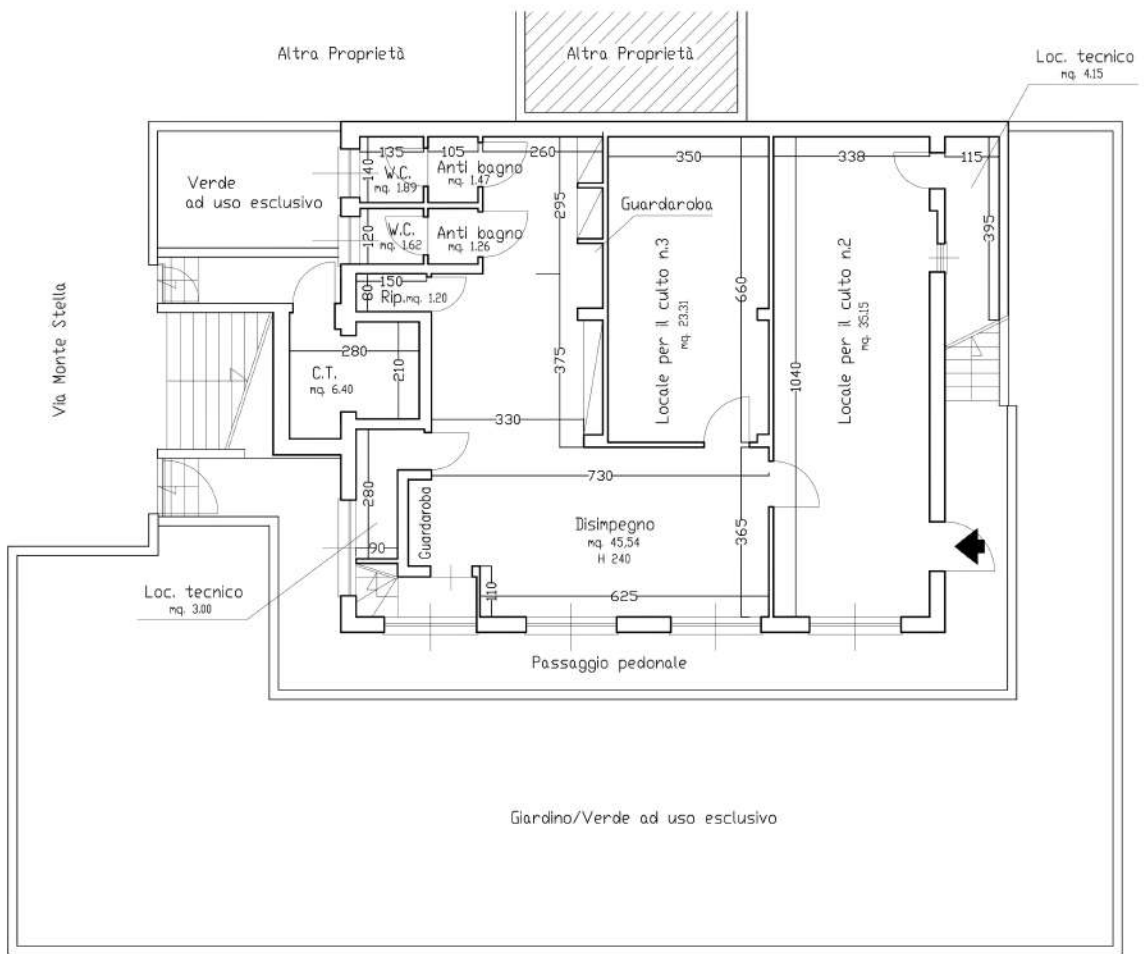 Altra Proprietà
Altra Proprietà
Loc. tecnico
mq. 4.15
135
105
260
350
338
115
140
W.C.
mq. 1.89
Anti bagno
mq. 1.47
Verde
ad uso esclusivo
295
Guardaroba
395
120
W.C.
mq. 1.62
Anti bagno
mq. 1.26
150
80
Rip.mq. 1.20
660
Locale per il culto n.3
mq. 23.31
Locale per il culto n.2
mq. 35.15
Via Monte Stella
280
210
C.T.
mq. 6.40
375
1040
330
730
280
Guardaroba
Disimpegno
mq. 45,54
H 240
365
90
Loc. tecnico
mq. 3.00
110
625
Passaggio pedonale
Giardino/Verde ad uso esclusivo